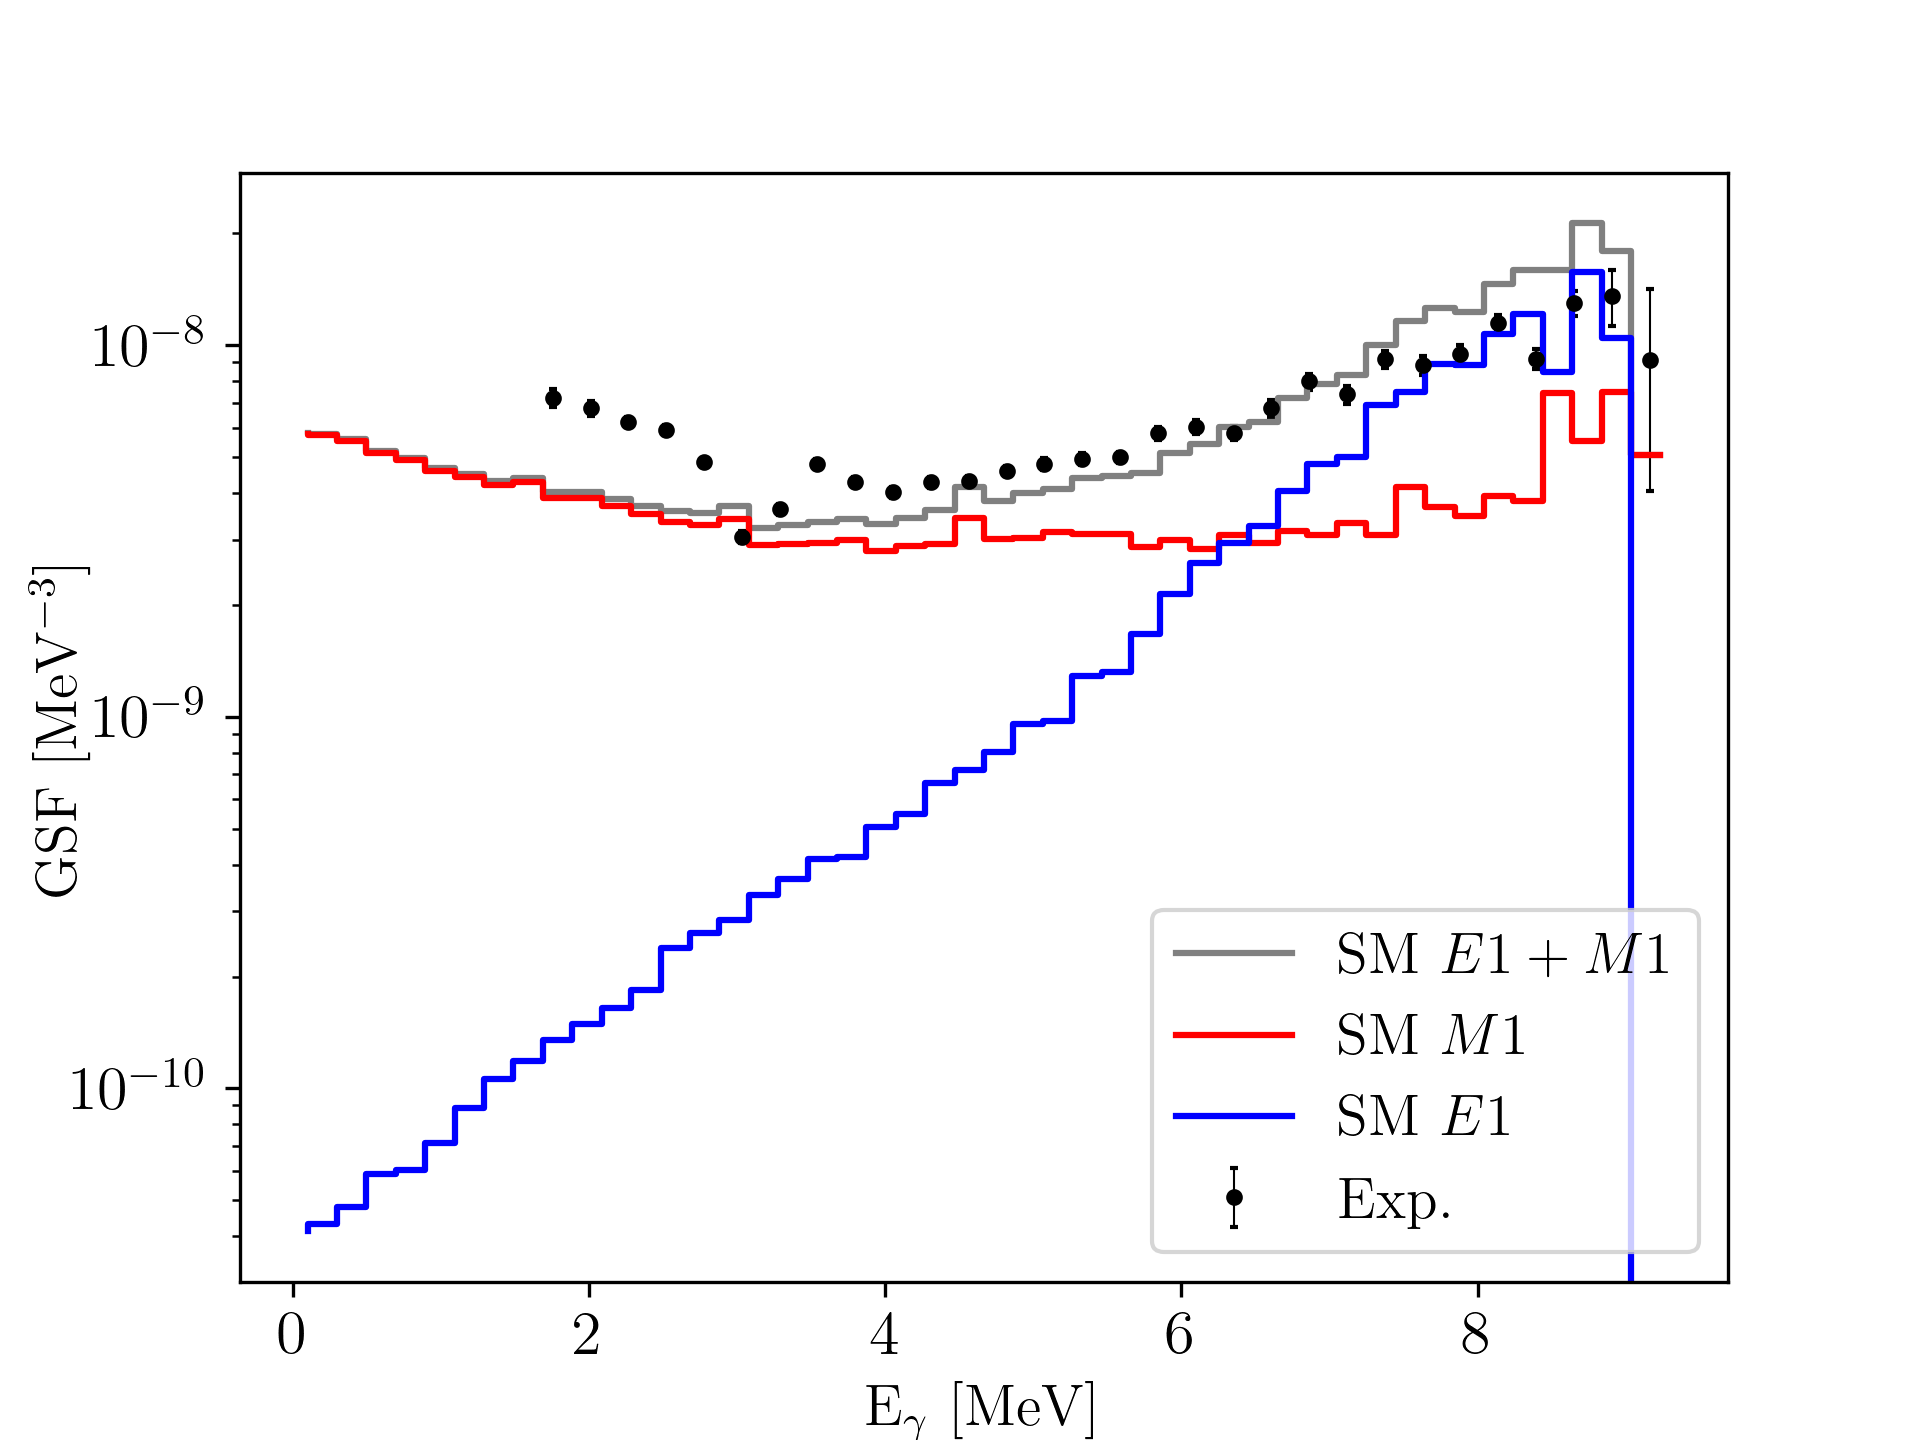 GSF [MeV⁻³]
10⁻⁸
10⁻⁹
10⁻¹⁰
SM E1 + M1
SM M1
SM E1
Exp.
0 2 4 6 8
Eᵧ [MeV]